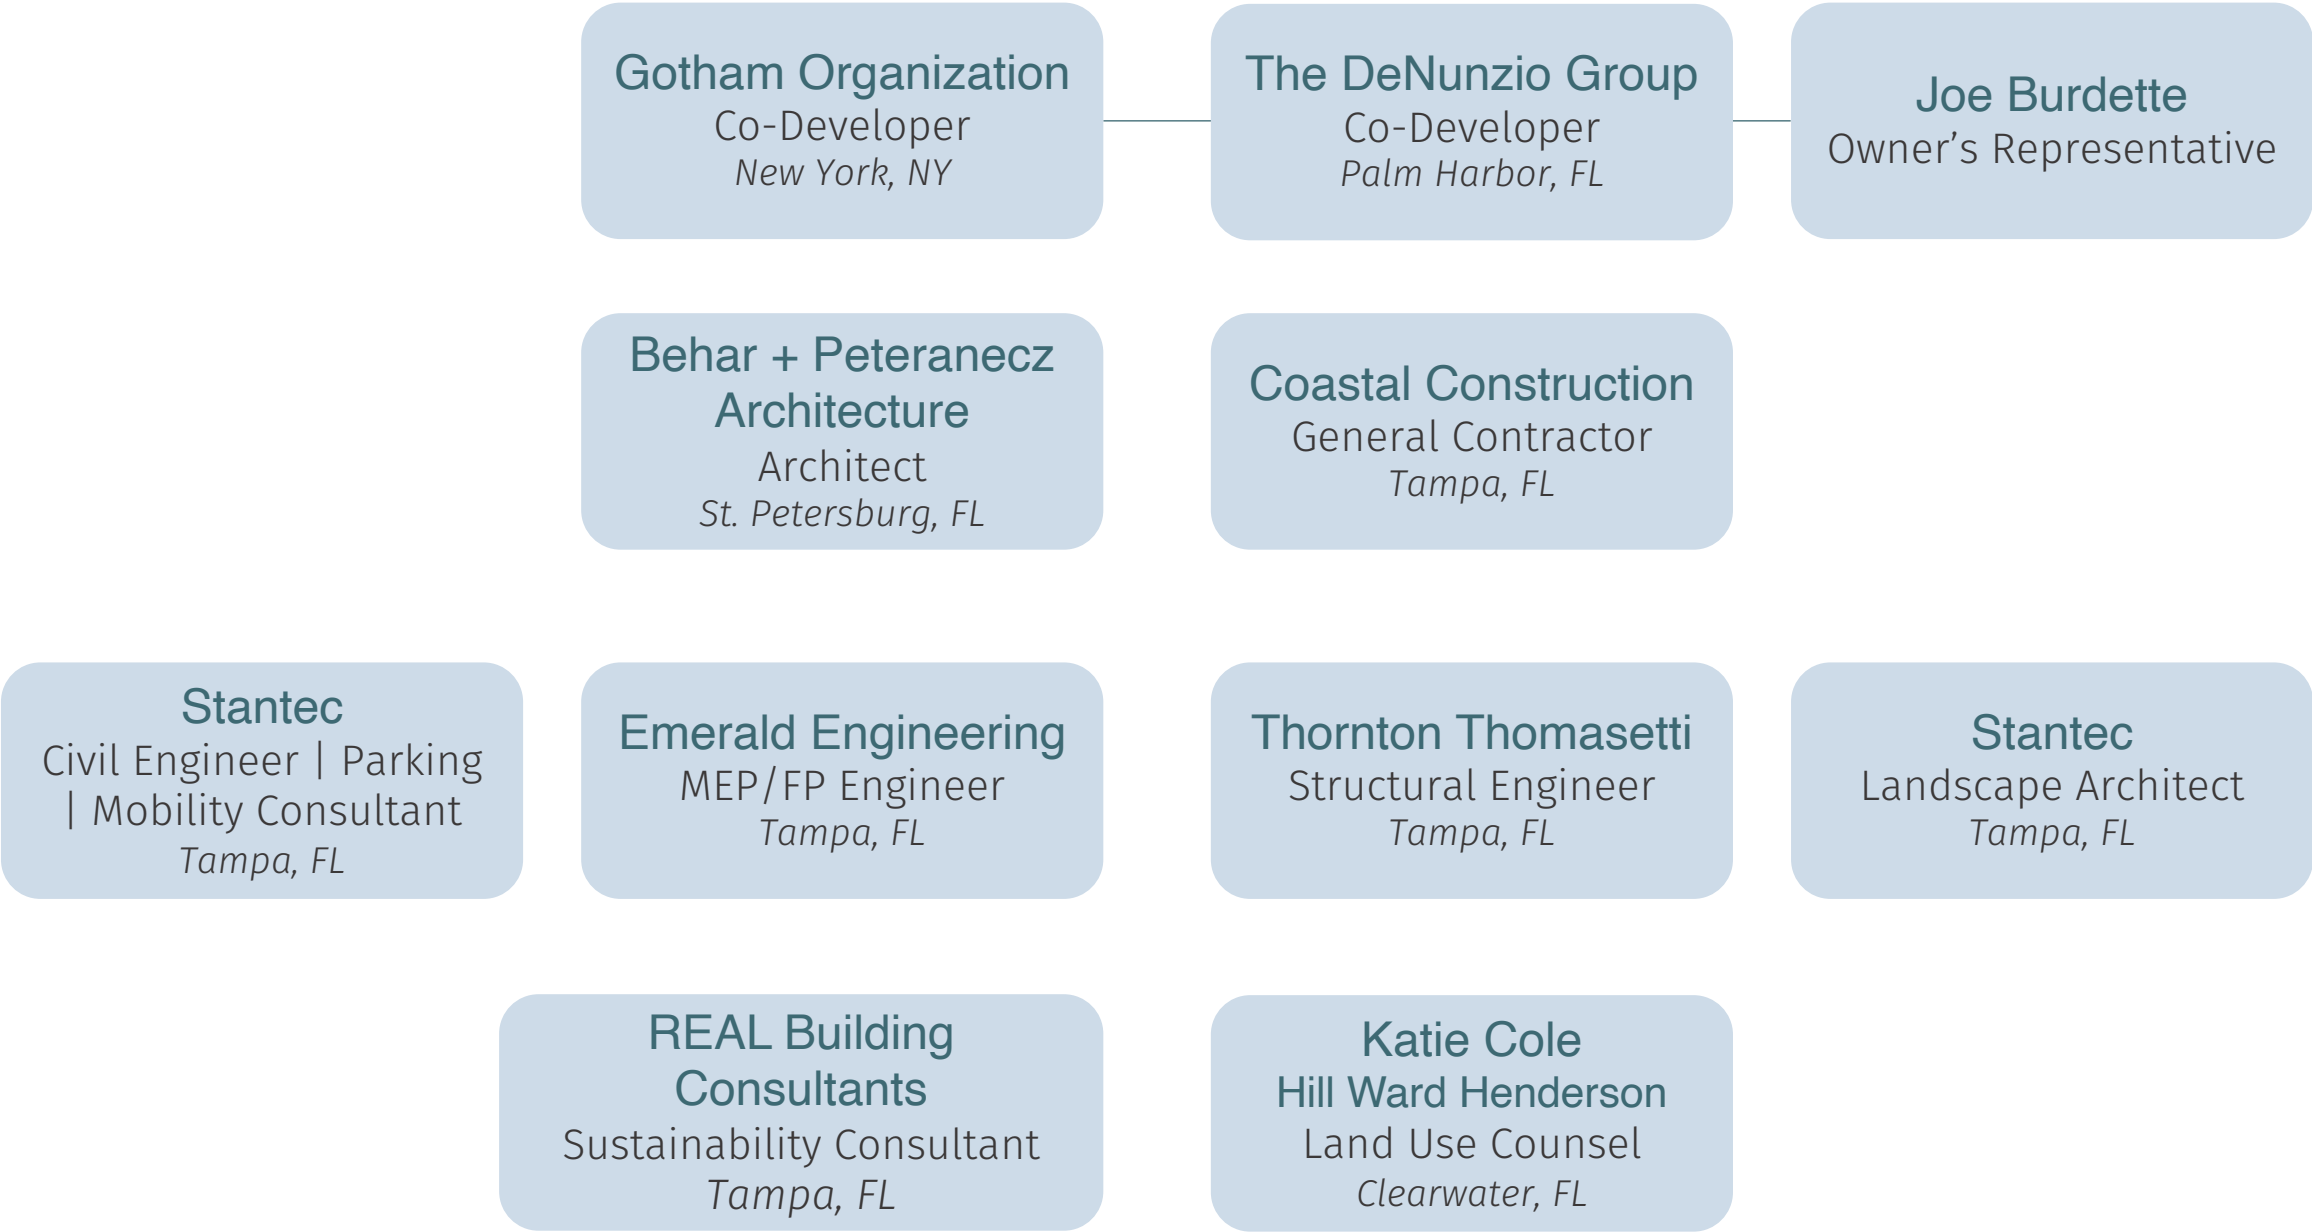 Gotham Organization
Co-Developer
New York, NY
The DeNunzio Group
Co-Developer
Palm Harbor, FL
Joe Burdette
Owner’s Representative
Behar + Peteranecz
Architecture
Architect
St. Petersburg, FL
Coastal Construction
General Contractor
Tampa, FL
Stantec
Civil Engineer | Parking
| Mobility Consultant
Tampa, FL
Emerald Engineering
MEP/FP Engineer
Tampa, FL
Thornton Thomasetti
Structural Engineer
Tampa, FL
Stantec
Landscape Architect
Tampa, FL
REAL Building
Consultants
Sustainability Consultant
Tampa, FL
Katie Cole
Hill Ward Henderson
Land Use Counsel
Clearwater, FL